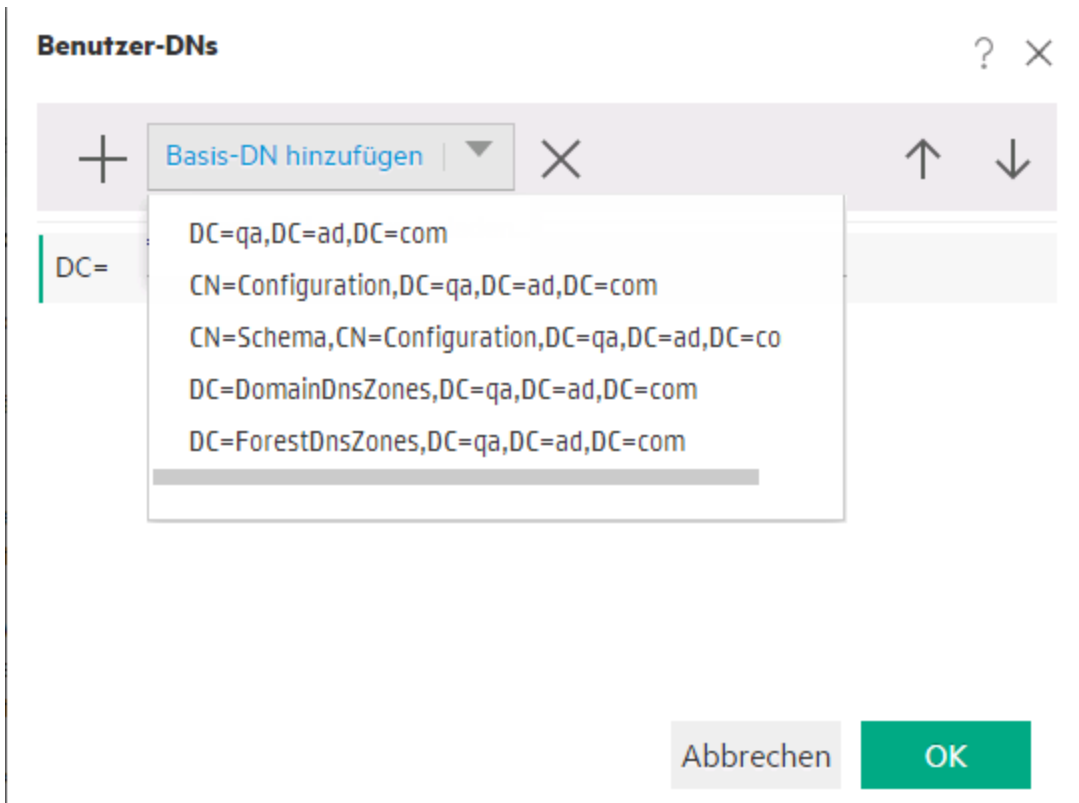 Benutzer-DNs ?
Basis-DN hinzufügen
DC=qa,DC=ad,DC=com
DC=
CN=Configuration,DC=qa,DC=ad,DC=com
CN=Schema,CN=Configuration,DC=qa,DC=ad,DC=co
DC=DomainDnsZones,DC=qa,DC=ad,DC=com
DC=ForestDnsZones,DC=qa,DC=ad,DC=com
Abbrechen OK